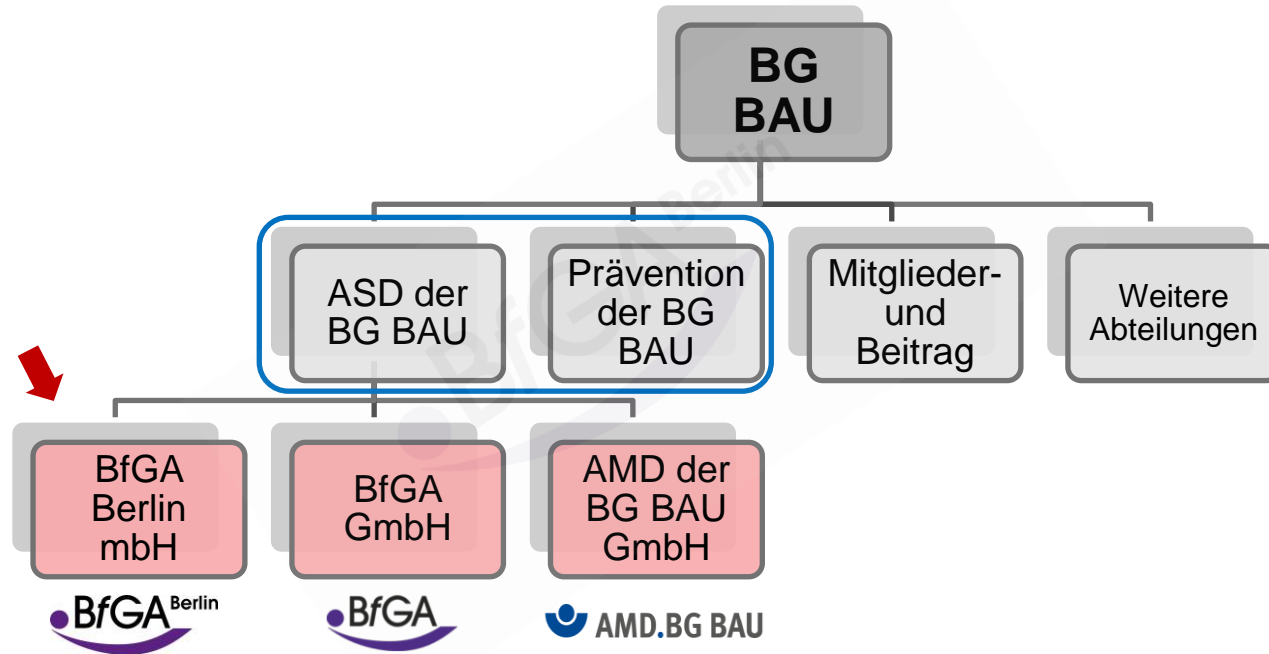 BG
BAU
ASD der
BG BAU
Prävention
der BG
BAU
Mitglieder-
und
Beitrag
Weitere
Abteilungen
BfGA
Berlin
mbH
BfGA
GmbH
AMD der
BG BAU
GmbH
BfGA Berlin
BfGA
AMD.BG BAU
BfGA Berlin